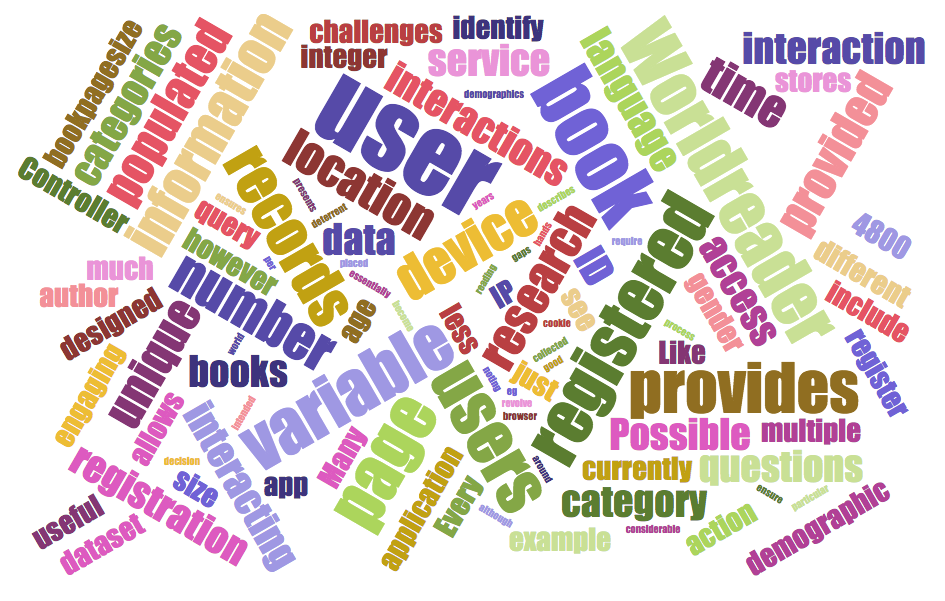 challenges
identify
integer
service
interaction
stores
demographics
bookpagesize
categories
populated
information
Controller
user
interactions
book
language
Worldreader
time
provided
location
records
query
ensures
presents
deterrent
years
describes
data
device
hands
gaps
research
ID
require
registered
access
gender
4800
different
include
however
her
placed
essentially
much
author
number
designed
unique
world
age
become
reading
IP
see
cookie
less
collected
good
just
process
Like
register
books
variable
users
noting
eg
revolve
browser
provides
Possible
multiple
engaging
allows
intended
interacting
Many
page
currently
questions
decision
registration
size
app
application
Every
around
category
ensure
particular
useful
dataset
although
example
considerable
action
demographic